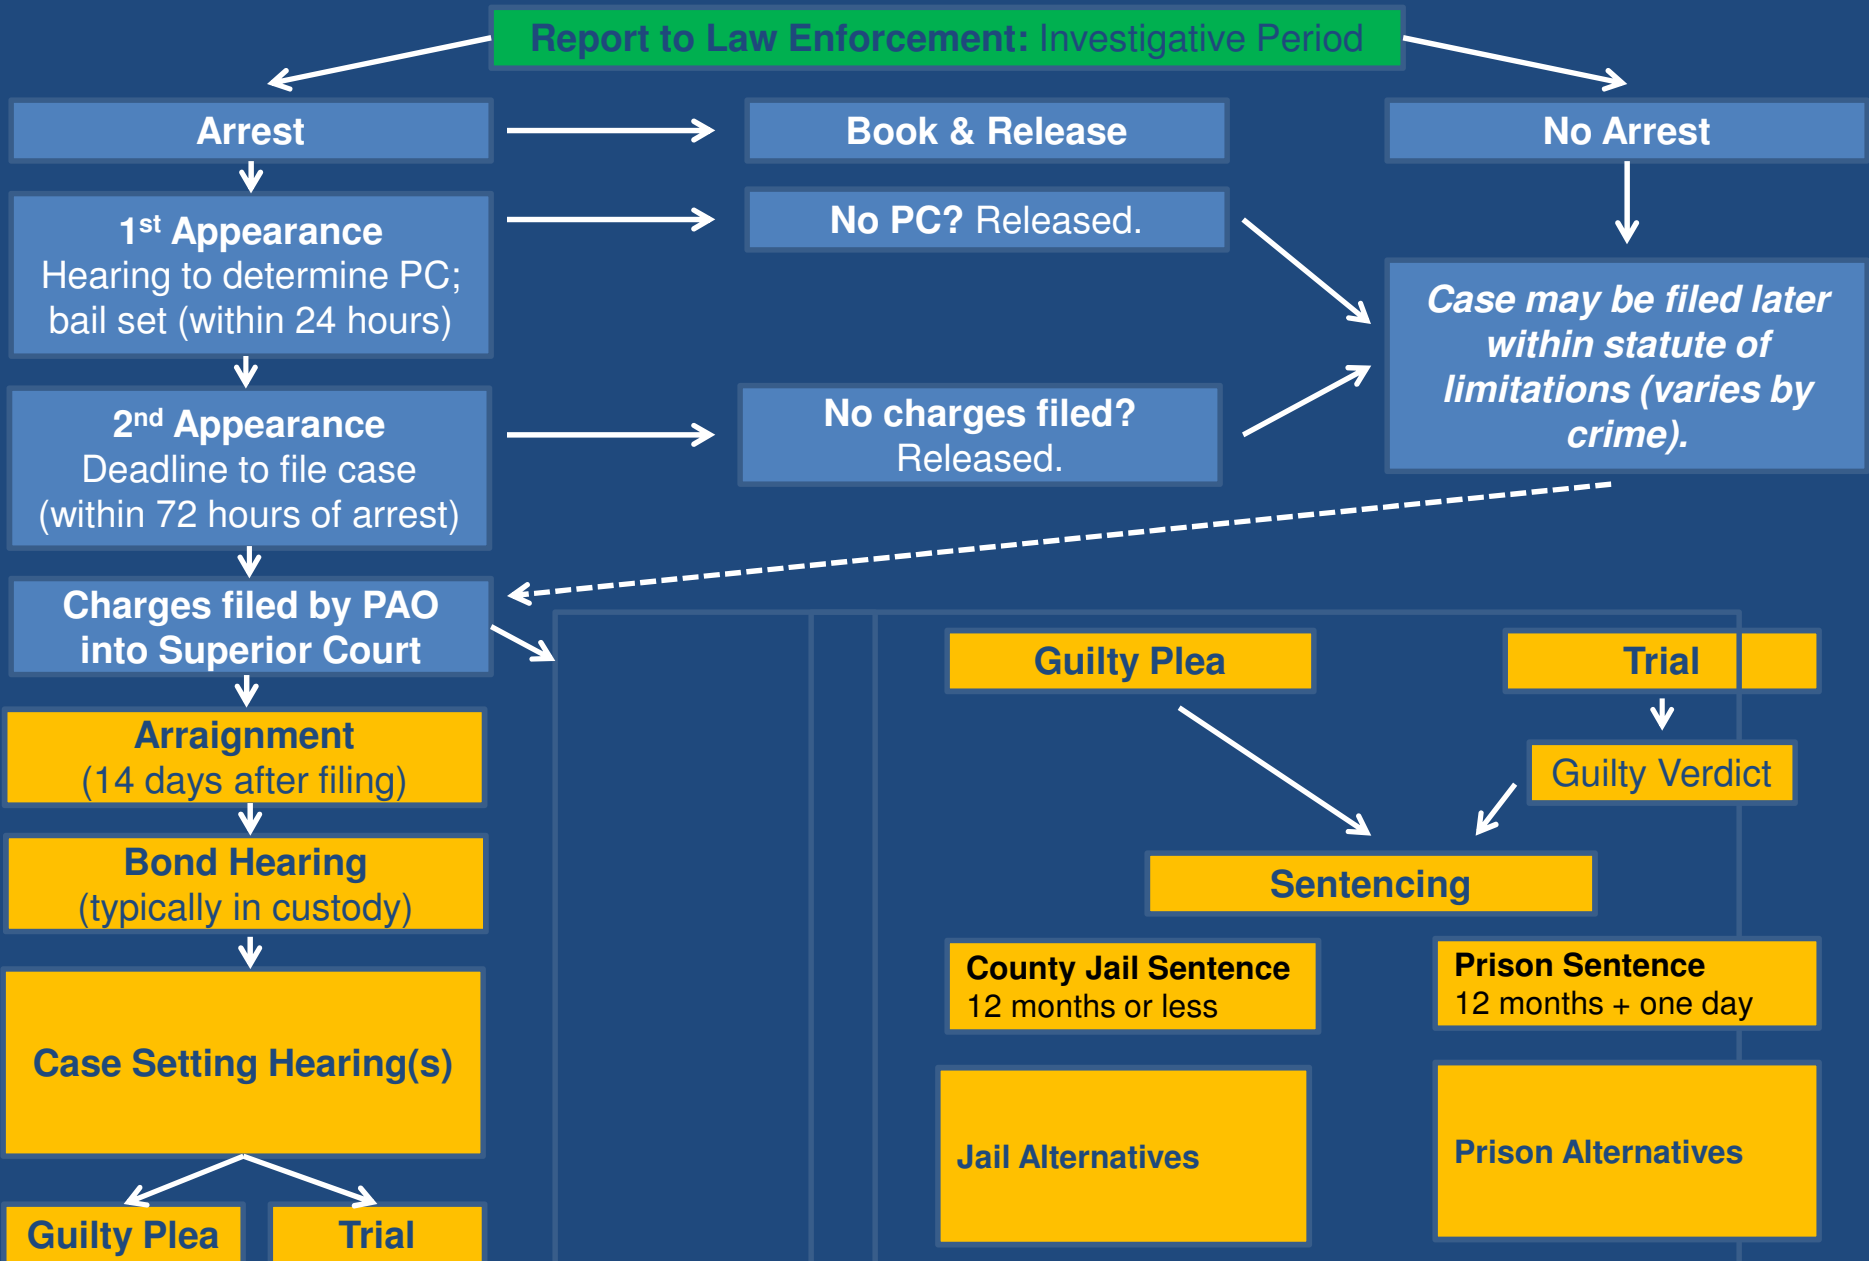 Report to Law Enforcement: Investigative Period
Arrest
Book & Release
No Arrest
1st Appearance
Hearing to determine PC;
bail set (within 24 hours)
No PC? Released.
Case may be filed later
within statute of
limitations (varies by
crime).
2nd Appearance
Deadline to file case
(within 72 hours of arrest)
No charges filed?
Released.
Charges filed by PAO
into Superior Court
Arraignment
(14 days after filing)
Bond Hearing
(typically in custody)
Case Setting Hearing(s)
Guilty Plea
Trial
Guilty Plea
Trial
Guilty Verdict
Sentencing
County Jail Sentence
12 months or less
Prison Sentence
12 months + one day
Jail Alternatives
Prison Alternatives